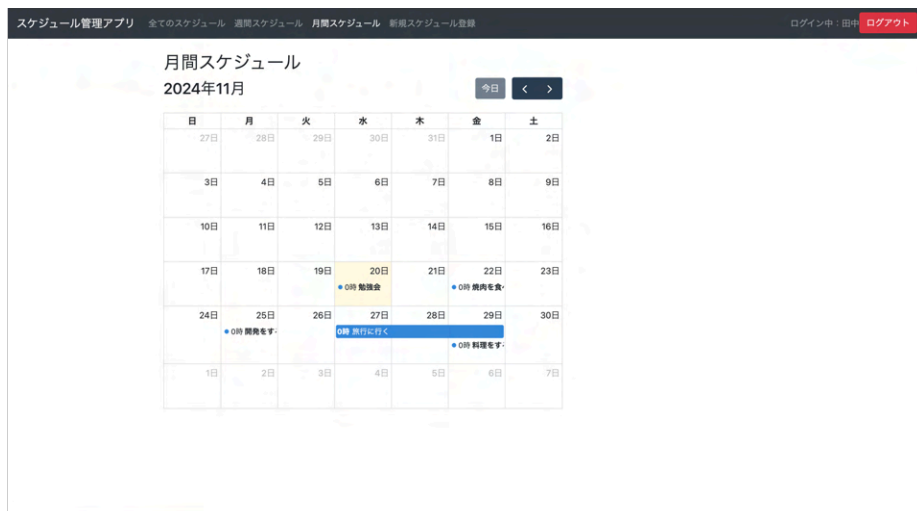 スケジュール管理アプリ 全てのスケジュール 週間スケジュール 月間スケジュール 新規スケジュール登録 ログイン中：田中 ログアウト
月間スケジュール
2024年11月 今日
日 月 火 水 木 金 土
27日 28日 29日 30日 31日 1日 2日
3日 4日 5日 6日 7日 8日 9日
10日 11日 12日 13日 14日 15日 16日
17日 18日 19日 20日 21日 22日 23日
0時 勉強会 0時 焼肉を食
24日 25日 26日 27日 28日 29日 30日
0時 開発をす 0時 旅行に行く
0時 料理をす
1日 2日 3日 4日 5日 6日 7日